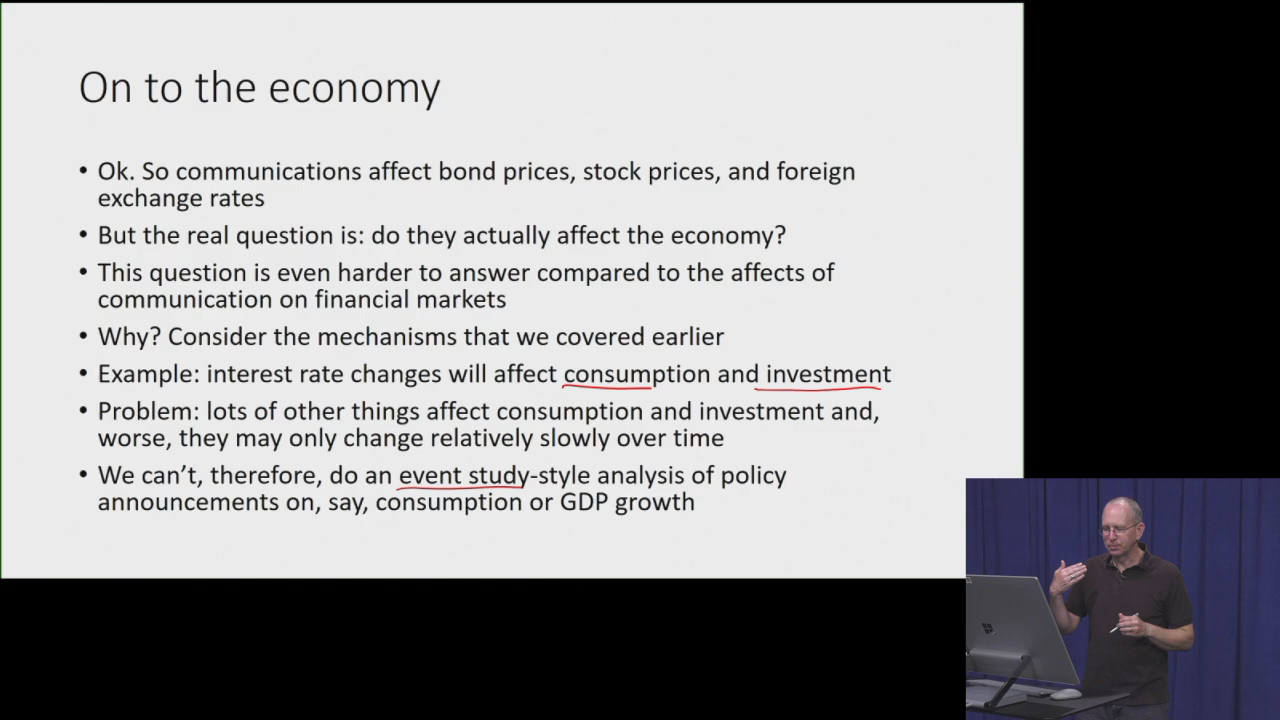 On to the economy
• Ok. So communications affect bond prices, stock prices, and foreign
exchange rates
• But the real question is: do they actually affect the economy?
• This question is even harder to answer compared to the affects of
communication on financial markets
• Why? Consider the mechanisms that we covered earlier
• Example: interest rate changes will affect consumption and investment
• Problem: lots of other things affect consumption and investment and,
worse, they may only change relatively slowly over time
• We can’t, therefore, do an event study-style analysis of policy
announcements on, say, consumption or GDP growth